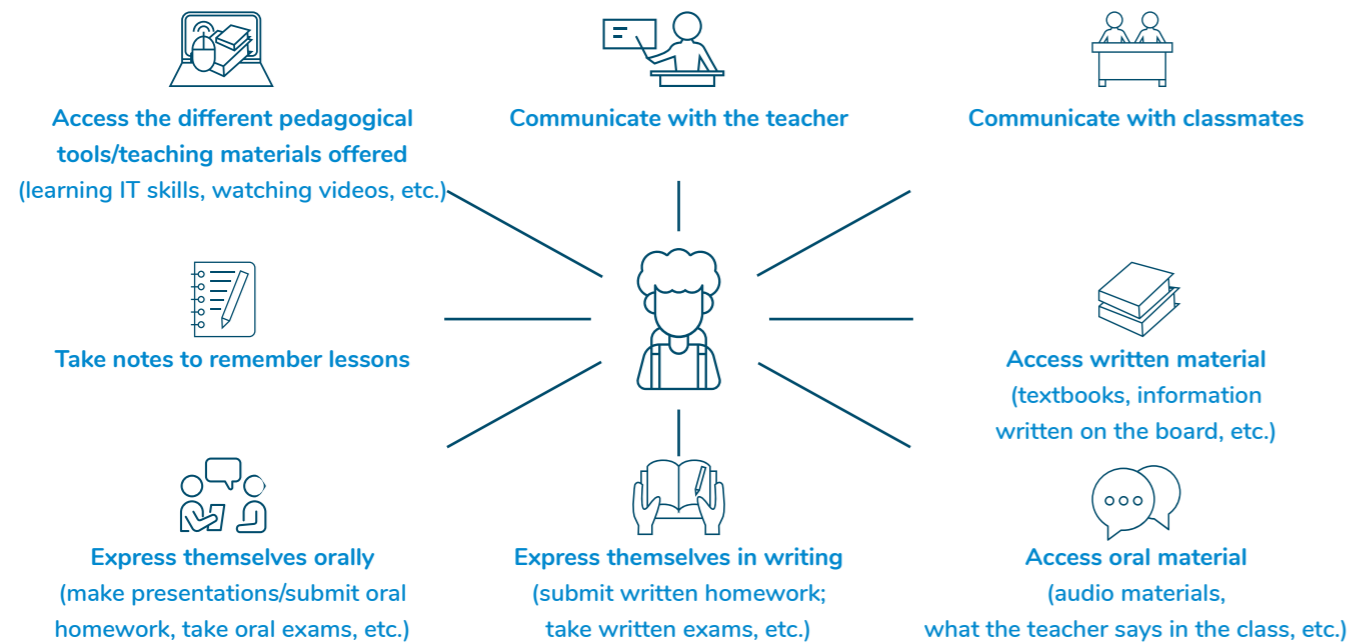 Access the different pedagogical
tools/teaching materials offered
(learning IT skills, watching videos, etc.)
Communicate with the teacher
Communicate with classmates
Take notes to remember lessons
Access written material
(textbooks, information
written on the board, etc.)
Express themselves orally
(make presentations/submit oral
homework, take oral exams, etc.)
Express themselves in writing
(submit written homework;
take written exams, etc.)
Access oral material
(audio materials,
what the teacher says in the class, etc.)